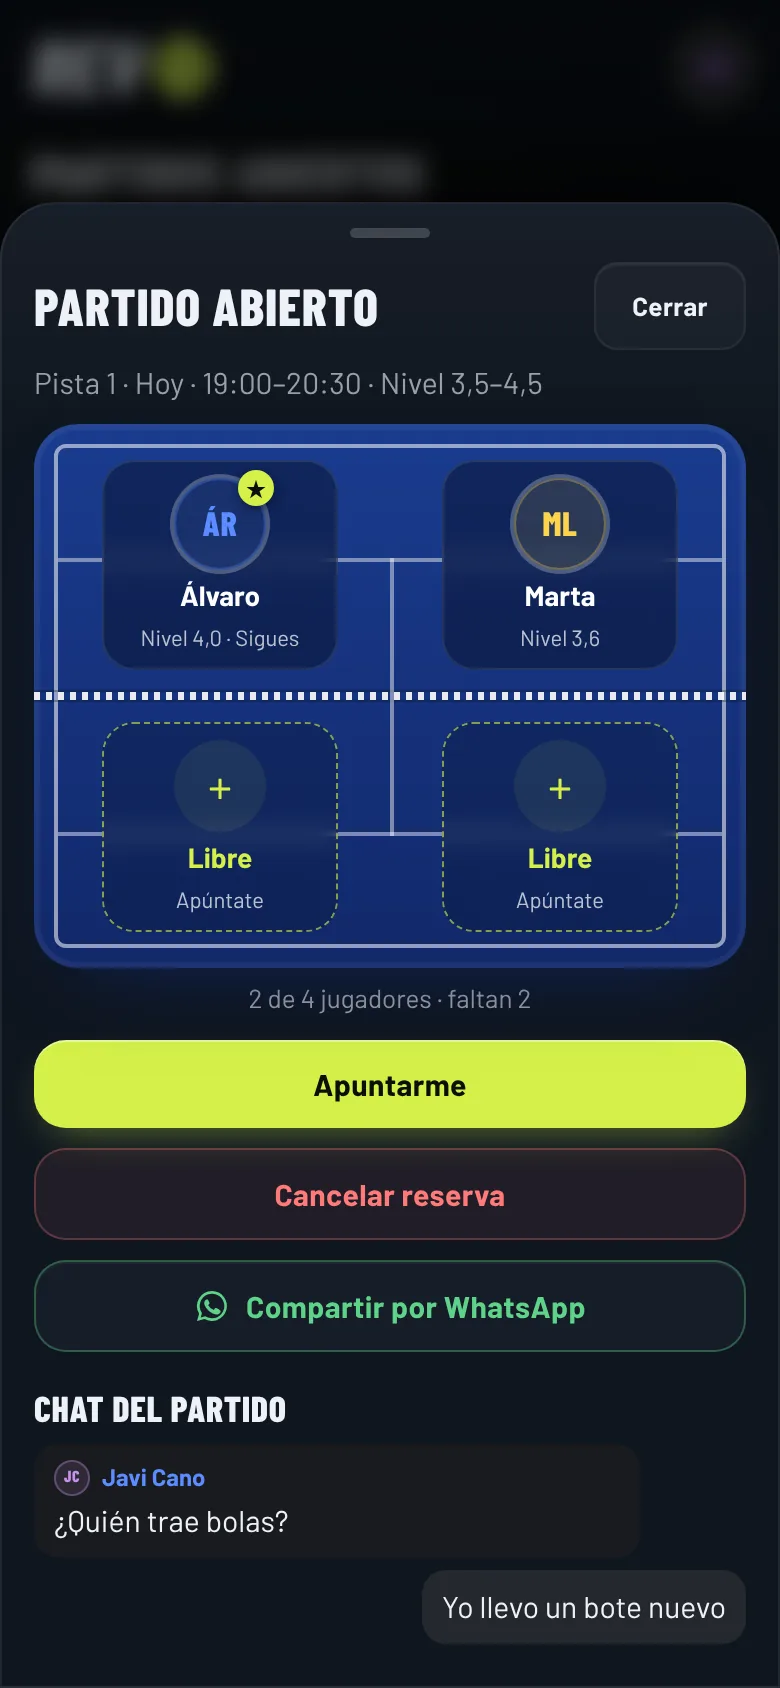 PARTIDO ABIERTO
Cerrar
Pista 1 · Hoy · 19:00–20:30 · Nivel 3,5–4,5
ÁR
★
ML
Álvaro
Marta
Nivel 4,0 · Sigues
Nivel 3,6
+
+
Libre
Libre
Apúntate
Apúntate
2 de 4 jugadores · faltan 2
Apuntarme
Cancelar reserva
Compartir por WhatsApp
CHAT DEL PARTIDO
JC Javi Cano
¿Quién trae bolas?
Yo llevo un bote nuevo